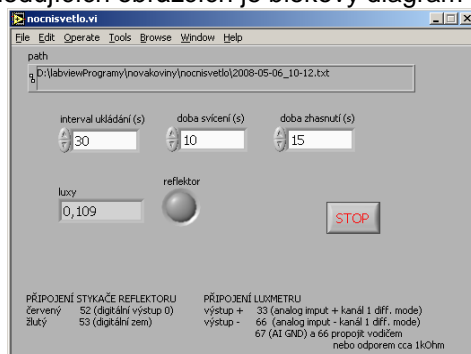 nocnisvetlo.vi
File Edit Operate Tools Browse Window Help
path
D:\labviewProgramy\novakoviny\nocnisvetlo\2008-05-06_10-12.txt
interval ukládání (s) doba svícení (s) doba zhasnutí (s)
30 10 15
luxy reflektor
0,109
STOP
PŘIPOJENÍ STYKAČE REFLEKTORU PŘIPOJENÍ LUXMETRU
červený 52 (digitální výstup 0) výstup + 33 (analog imput + kanál 1 diff. mode)
žlutý 53 (digitální zem) výstup - 66 (analog imput - kanál 1 diff. mode)
67 (AI GND) a 66 propojit vodičem
nebo odporem cca 1kOhm